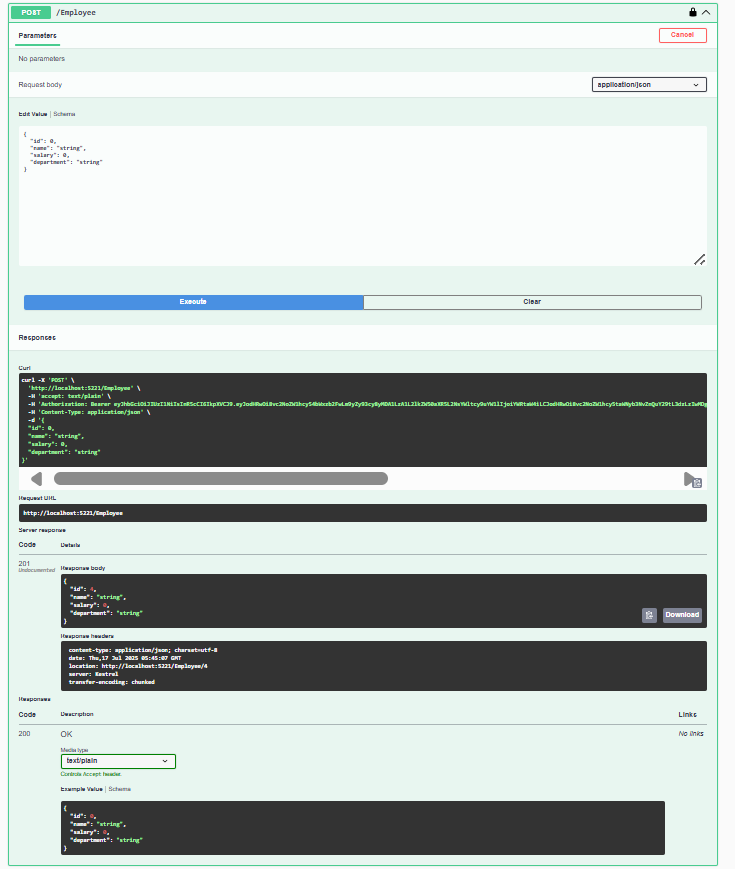 POST /Employee
Parameters
Cancel
No parameters
Request body
application/json
Edit Value | Schema
{
"id": 0,
"name": "string",
"salary": 0,
"department": "string"
}
Execute
Clear
Responses
Curl
curl -X 'POST' \
'http://localhost:5221/Employee' \
-H 'accept: text/plain' \
-H 'Authorization: Bearer
-H 'Content-Type: application/json' \
-d '{
"id": 0,
"name": "string",
"salary": 0,
"department": "string"
}'
Request URL
http://localhost:5221/Employee
Server response
Code Details
201
Undocumented
Response body
{
"id": 4,
"name": "string",
"salary": 0,
"department": "string"
}
Download
Response headers
content-type: application/json; charset=utf-8
date: Thu,17 Jul 2025 05:45:07 GMT
location: http://localhost:5221/Employee/4
server: Kestrel
transfer-encoding: chunked
Responses
Code Description Links
200 OK No links
Media type
text/plain
Controls Accept header.
Example Value | Schema
{
"id": 0,
"name": "string",
"salary": 0,
"department": "string"
}